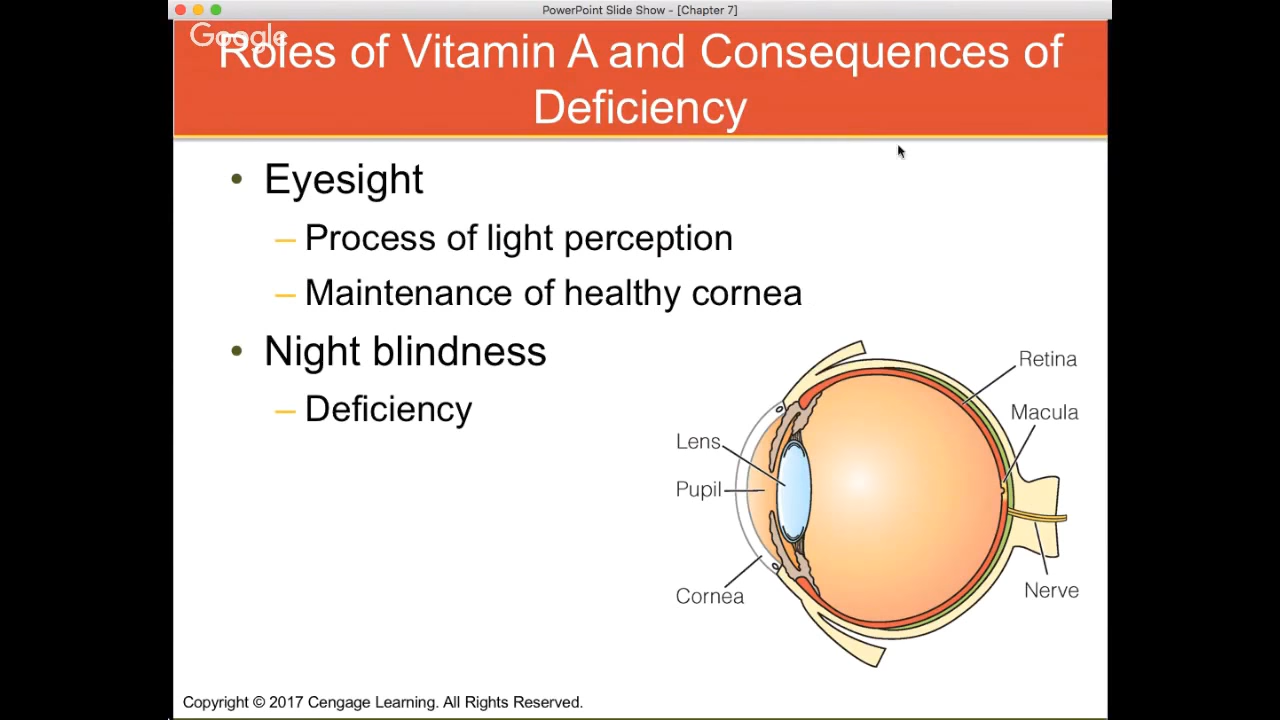 PowerPoint Slide Show - [Chapter 7]
Google
Roles of Vitamin A and Consequences of
Deficiency
• Eyesight
– Process of light perception
– Maintenance of healthy cornea
• Night blindness
– Deficiency
Retina
Macula
Lens
Pupil
Cornea
Nerve
Copyright © 2017 Cengage Learning. All Rights Reserved.